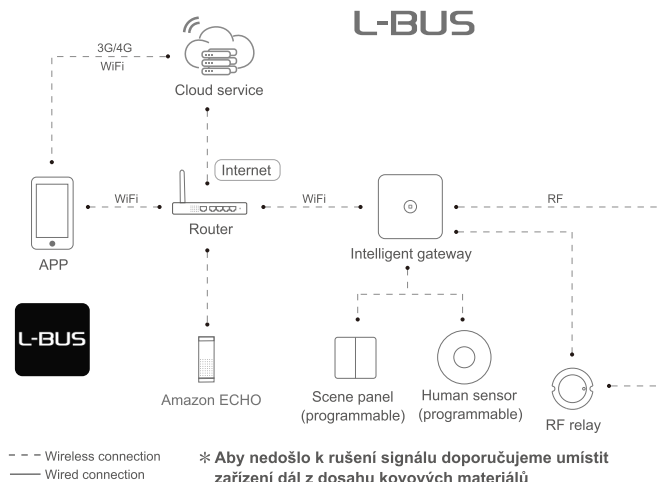 L-BUS
3G/4G
WiFi
Cloud service
Internet
WiFi
WiFi
RF
Router
Intelligent gateway
APP
L-BUS
Amazon ECHO
Scene panel
(programmable)
Human sensor
(programmable)
RF relay
Wireless connection
Wired connection
* Aby nedošlo k rušení signálu doporučujeme umístit
zařízení dál z dosahu kovových materiálů